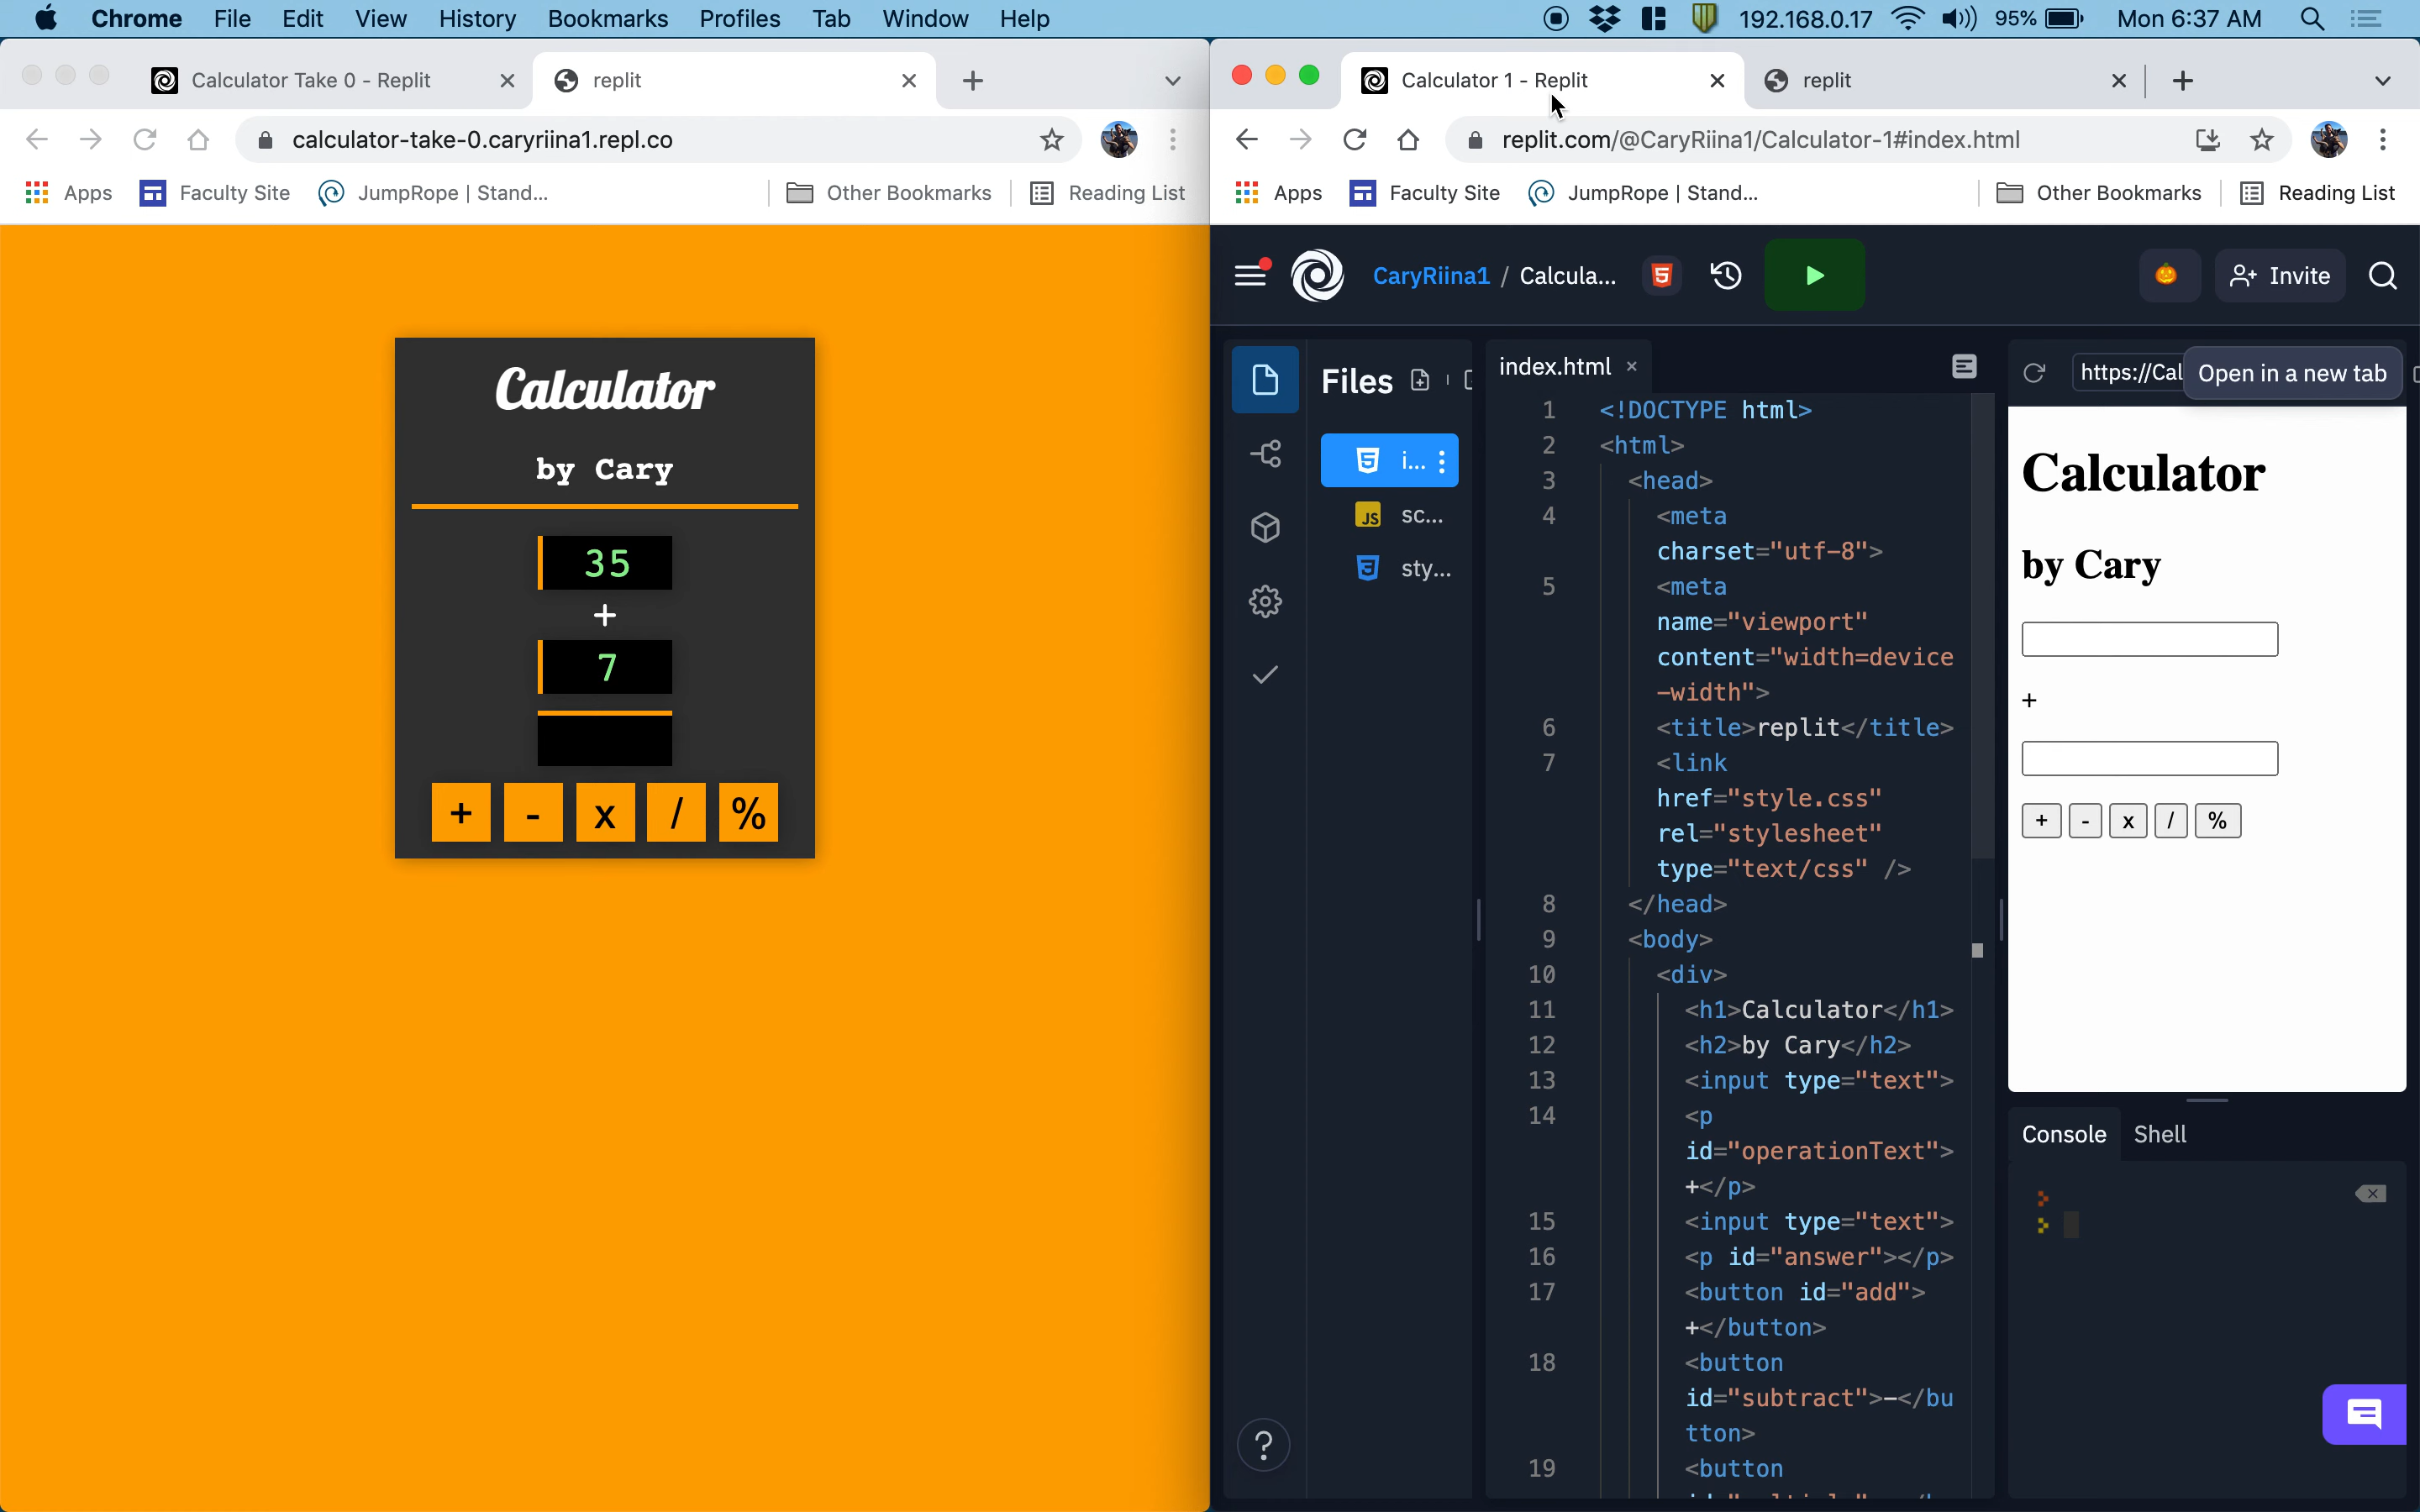 Chrome File Edit View History Bookmarks Profiles Tab Window Help 192.168.0.17 95% Mon 6:37 AM
Calculator Take 0 - Replit
replit
calculator-take-0.caryriina1.repl.co
Apps Faculty Site JumpRope | Stand... Other Bookmarks Reading List
Calculator
by Cary
35
+
7
+ - x / %
Calculator 1 - Replit
replit
replit.com/@CaryRiina1/Calculator-1#index.html
Apps Faculty Site JumpRope | Stand... Other Bookmarks Reading List
CaryRiina1 / Calcula... Invite
Files
i...
JS sc...
sty...
index.html
1 <!DOCTYPE html>
2 <html>
3 <head>
4 <meta
charset="utf-8">
5 <meta
name="viewport"
content="width=device
-width">
6 <title>replit</title>
7 <link
href="style.css"
rel="stylesheet"
type="text/css" />
8 </head>
9 <body>
10 <div>
11 <h1>Calculator</h1>
12 <h2>by Cary</h2>
13 <input type="text">
14 <p
id="operationText">
+</p>
15 <input type="text">
16 <p id="answer"></p>
17 <button id="add">
+</button>
18 <button
id="subtract">-</bu
tton>
19 <button
https://Cal
Open in a new tab
Calculator
by Cary
+
+ - x / %
Console Shell
>
>
?